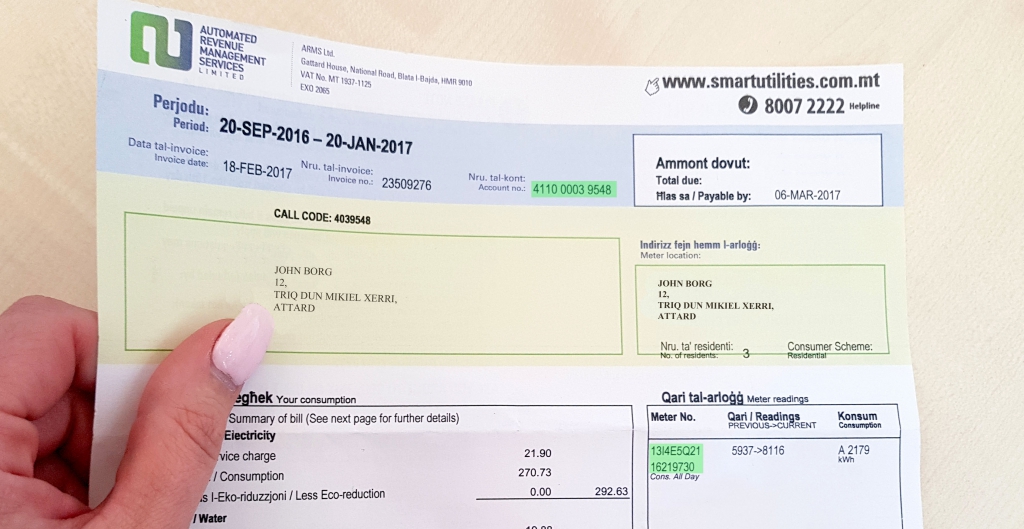 AUTOMATED
REVENUE
MANAGEMENT
SERVICES
LIMITED
ARMS Ltd.
Gattard House, National Road, Blata l-Bajda, HMR 9010
VAT No. MT 1937-1125
EXO 2065
www.smartutilities.com.mt
8007 2222 Helpline
Perjodu:
Period: 20-SEP-2016 – 20-JAN-2017
Data tal-invoice:
Invoice date: 18-FEB-2017
Nru. tal-invoice:
Invoice no.: 23509276
Nru. tal-kont:
Account no.: 4110 0003 9548
Ammont dovut:
Total due:
Ħlas sa / Payable by: 06-MAR-2017
CALL CODE: 4039548
JOHN BORG
12,
TRIQ DUN MIKIEL XERRI,
ATTARD
Indirizz fejn hemm l-arloġġ:
Meter location:
JOHN BORG
12,
TRIQ DUN MIKIEL XERRI,
ATTARD
Nru. ta' residenti:
No. of residents: 3
Consumer Scheme:
Residential
egħek Your consumption
Summary of bill (See next page for further details)
Electricity
vice charge 21.90
/ Consumption 270.73
s l-Eko-riduzzjoni / Less Eco-reduction 0.00 292.63
/ Water
Qari tal-arloġġ Meter readings
Meter No. Qari / Readings Konsum
PREVIOUS->CURRENT Consumption
13I4E5Q21 5937->8116 A 2179
16219730 kWh
Cons. All Day